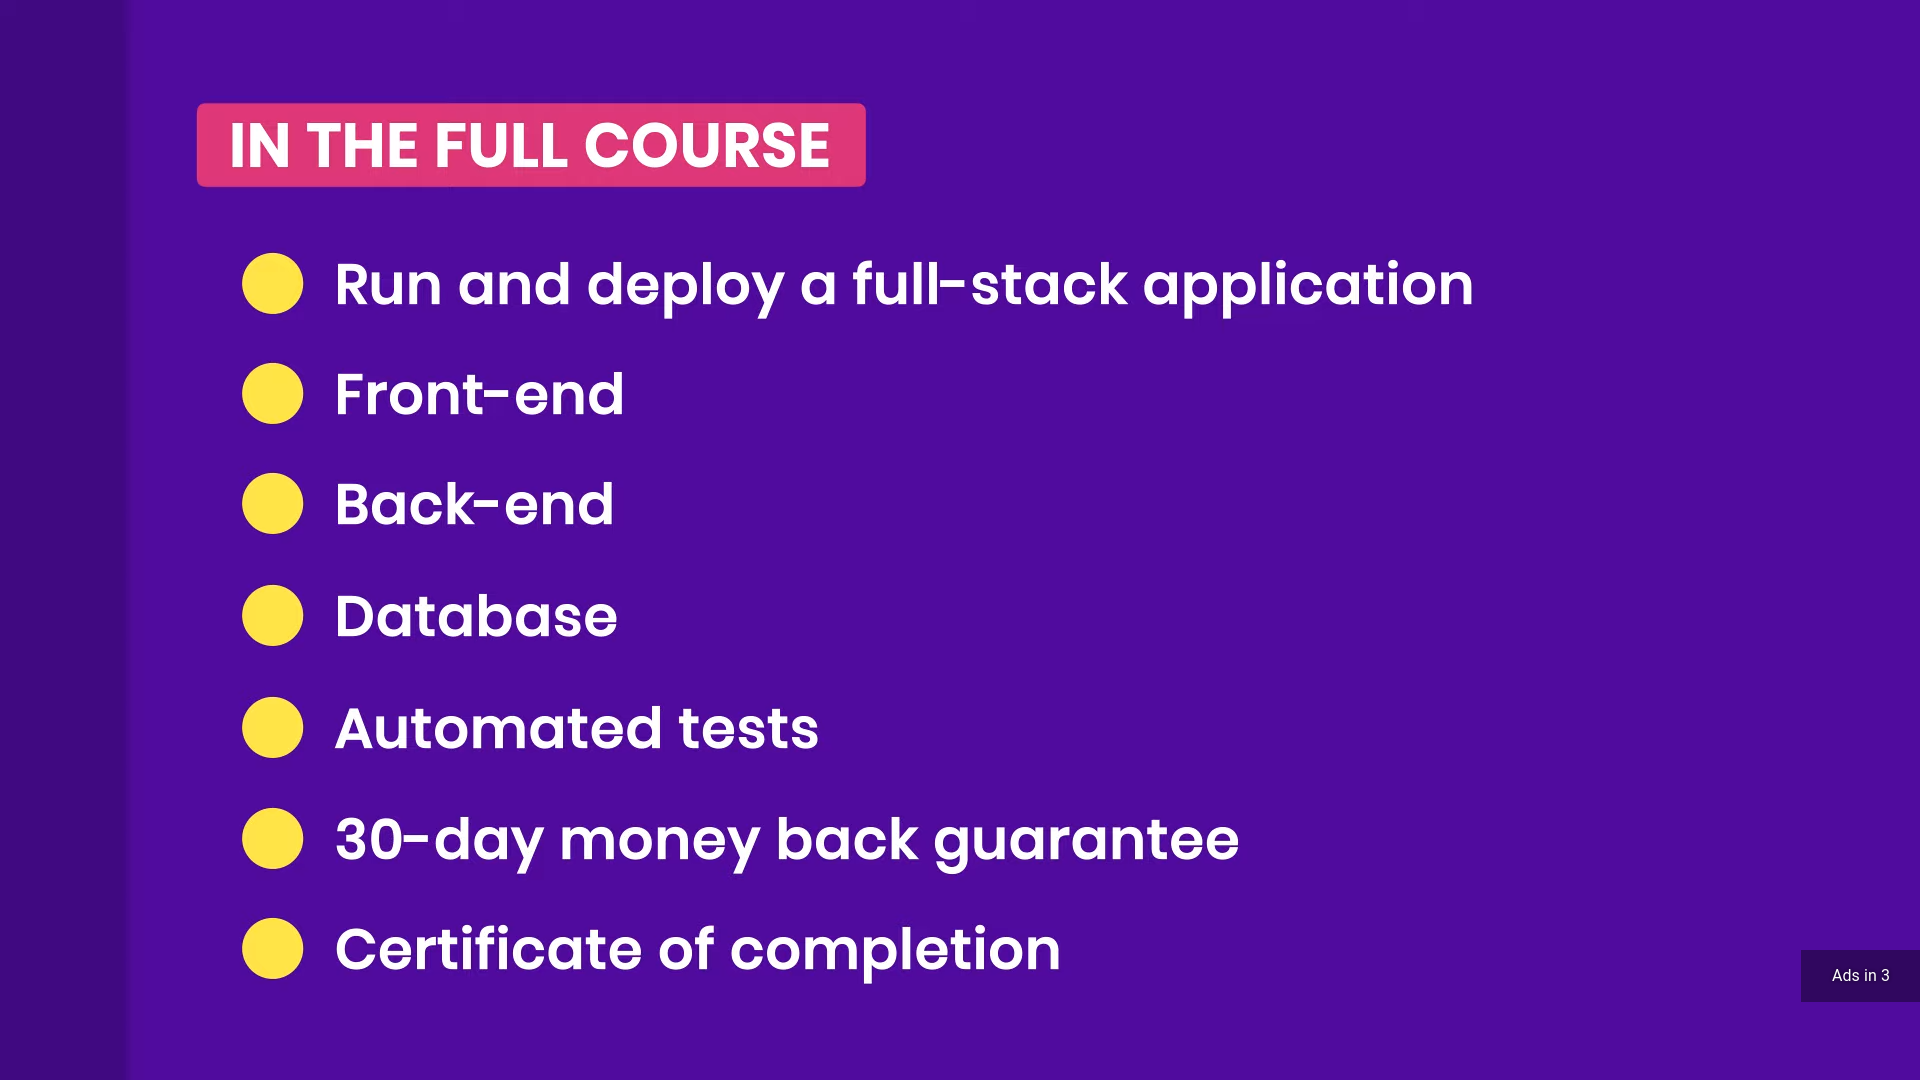 IN THE FULL COURSE
Run and deploy a full-stack application
Front-end
Back-end
Database
Automated tests
30-day money back guarantee
Certificate of completion
Ads in 3